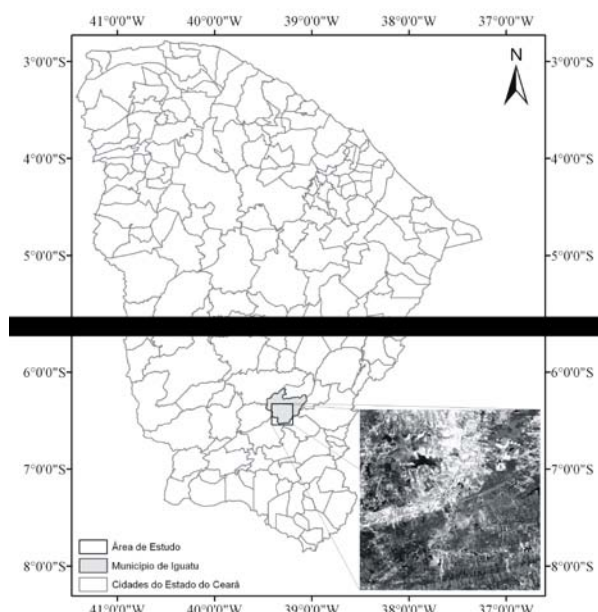 41°0'0"W 40°0'0"W 39°0'0"W 38°0'0"W 37°0'0"W
N
3°0'0"S 3°0'0"S
4°0'0"S 4°0'0"S
5°0'0"S 5°0'0"S
6°0'0"S 6°0'0"S
7°0'0"S 7°0'0"S
8°0'0"S 8°0'0"S
Área de Estudo
Município de Iguatu
Cidades do Estado do Ceará
41°0'0"W 40°0'0"W 39°0'0"W 38°0'0"W 37°0'0"W